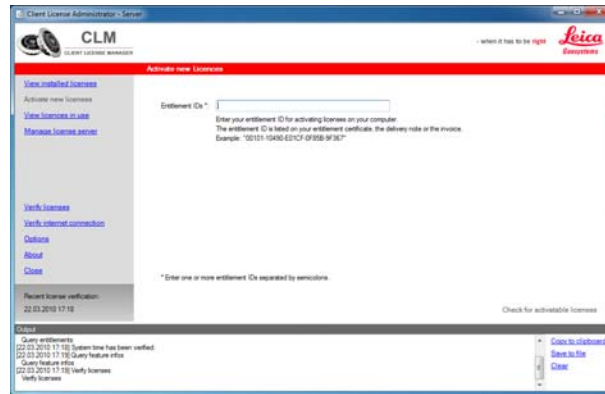 Client License Administrator - Server
CLM
CLIENT LICENSE MANAGER
- when it has to be right
Leica
Geosystems
Activate new Licences
View installed licenses
Activate new licenses
View licences in use
Manage license server
Entitlement IDs *
Enter your entitlement ID for activating licenses on your computer.
The entitlement ID is listed on your entitlement certificate, the delivery note or the invoice.
Example: "00101-10490-E01CF-0F85B-9F367"
Verify licenses
Verify internet connection
Options
About
Close
* Enter one or more entitlement IDs separated by semicolons.
Recent license verification:
22.03.2010 17:18
Check for activatable licenses
Output
Query entitlements
[22.03.2010 17:18] System time has been verified.
[22.03.2010 17:19] Query feature infos
Query feature infos
[22.03.2010 17:19] Verify licenses
Verify licenses
Copy to clipboard
Save to file
Clear